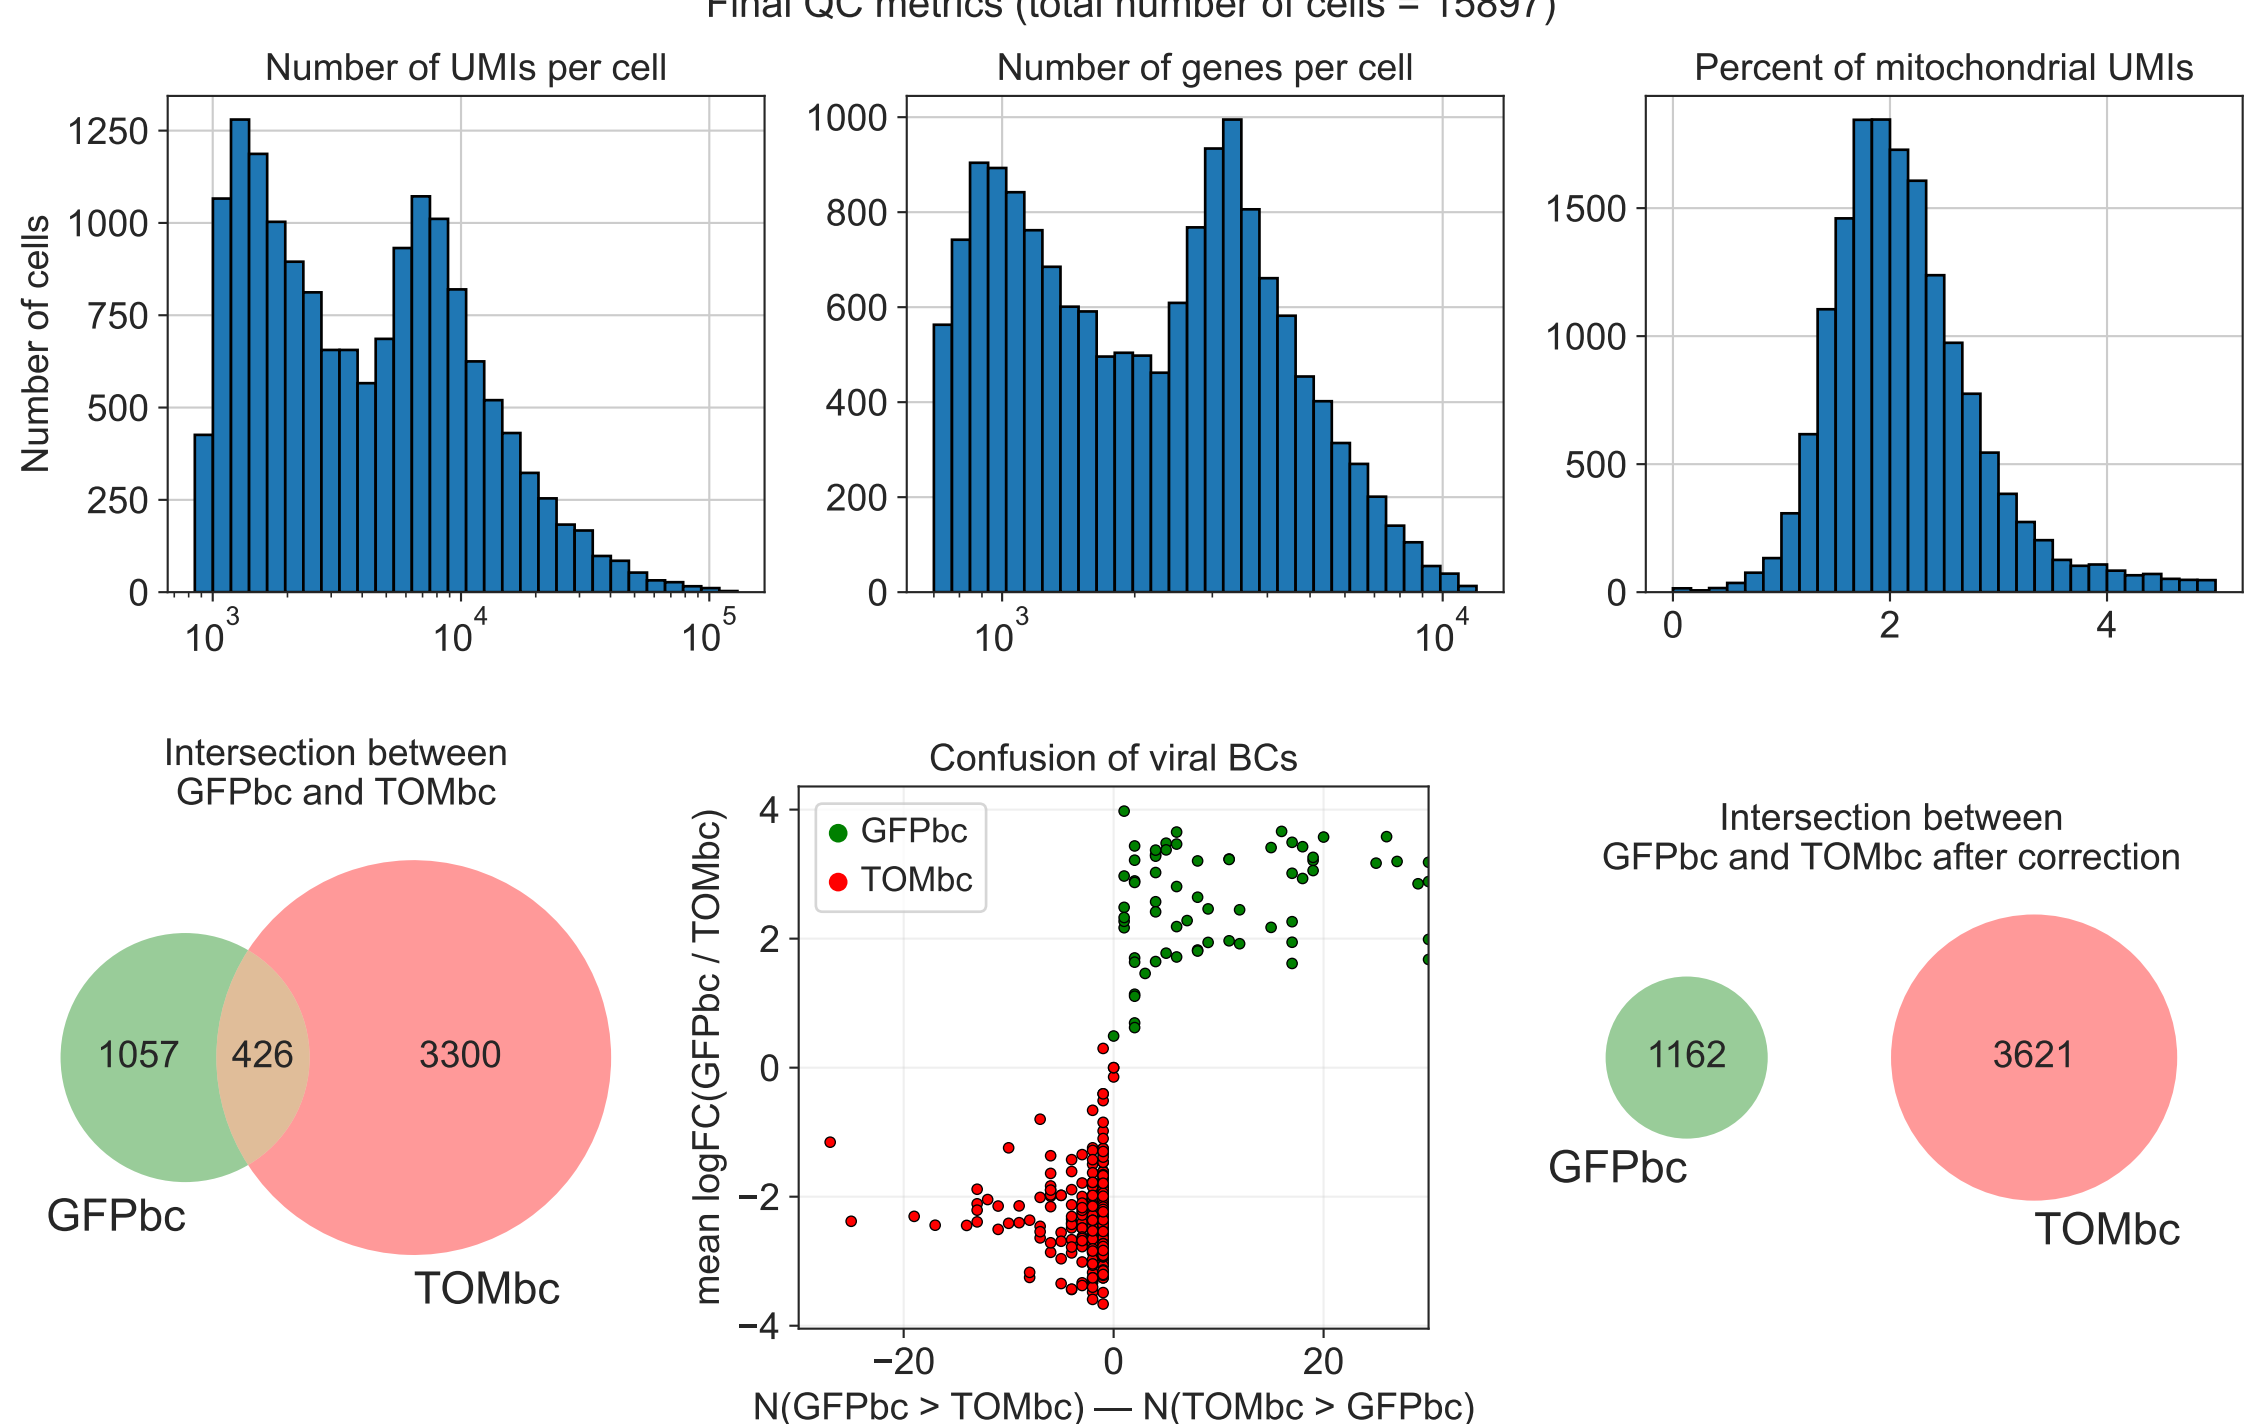 Final QC metrics (total number of cells = 15897)
Number of UMIs per cell
Number of genes per cell
Percent of mitochondrial UMIs
Number of cells
1250
1000
750
500
250
0
10^3
10^4
10^5
1000
800
600
400
200
0
10^3
10^4
1500
1000
500
0
0
2
4
Intersection between
GFPbc and TOMbc
1057
426
3300
GFPbc
TOMbc
Confusion of viral BCs
GFPbc
TOMbc
mean logFC(GFPbc / TOMbc)
4
2
0
−2
−4
−20
0
20
N(GFPbc > TOMbc) — N(TOMbc > GFPbc)
Intersection between
GFPbc and TOMbc after correction
1162
3621
GFPbc
TOMbc